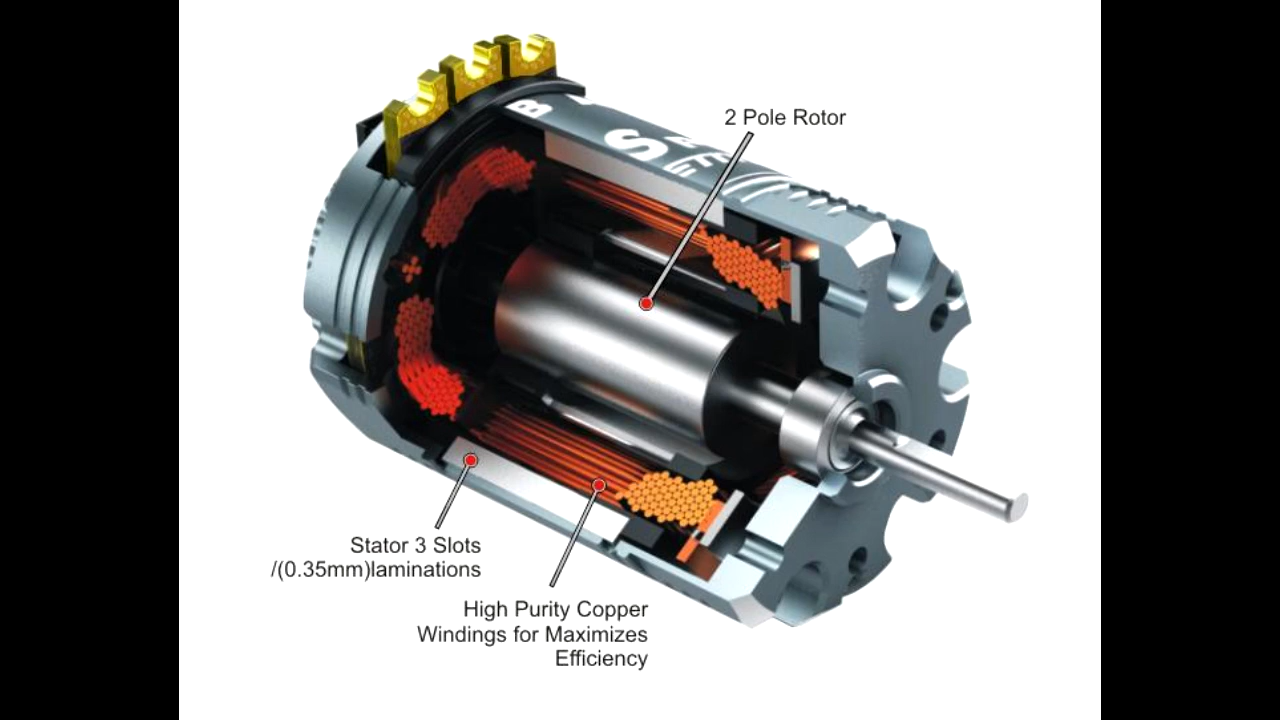 2 Pole Rotor
Stator 3 Slots
/(0.35mm)laminations
High Purity Copper
Windings for Maximizes
Efficiency